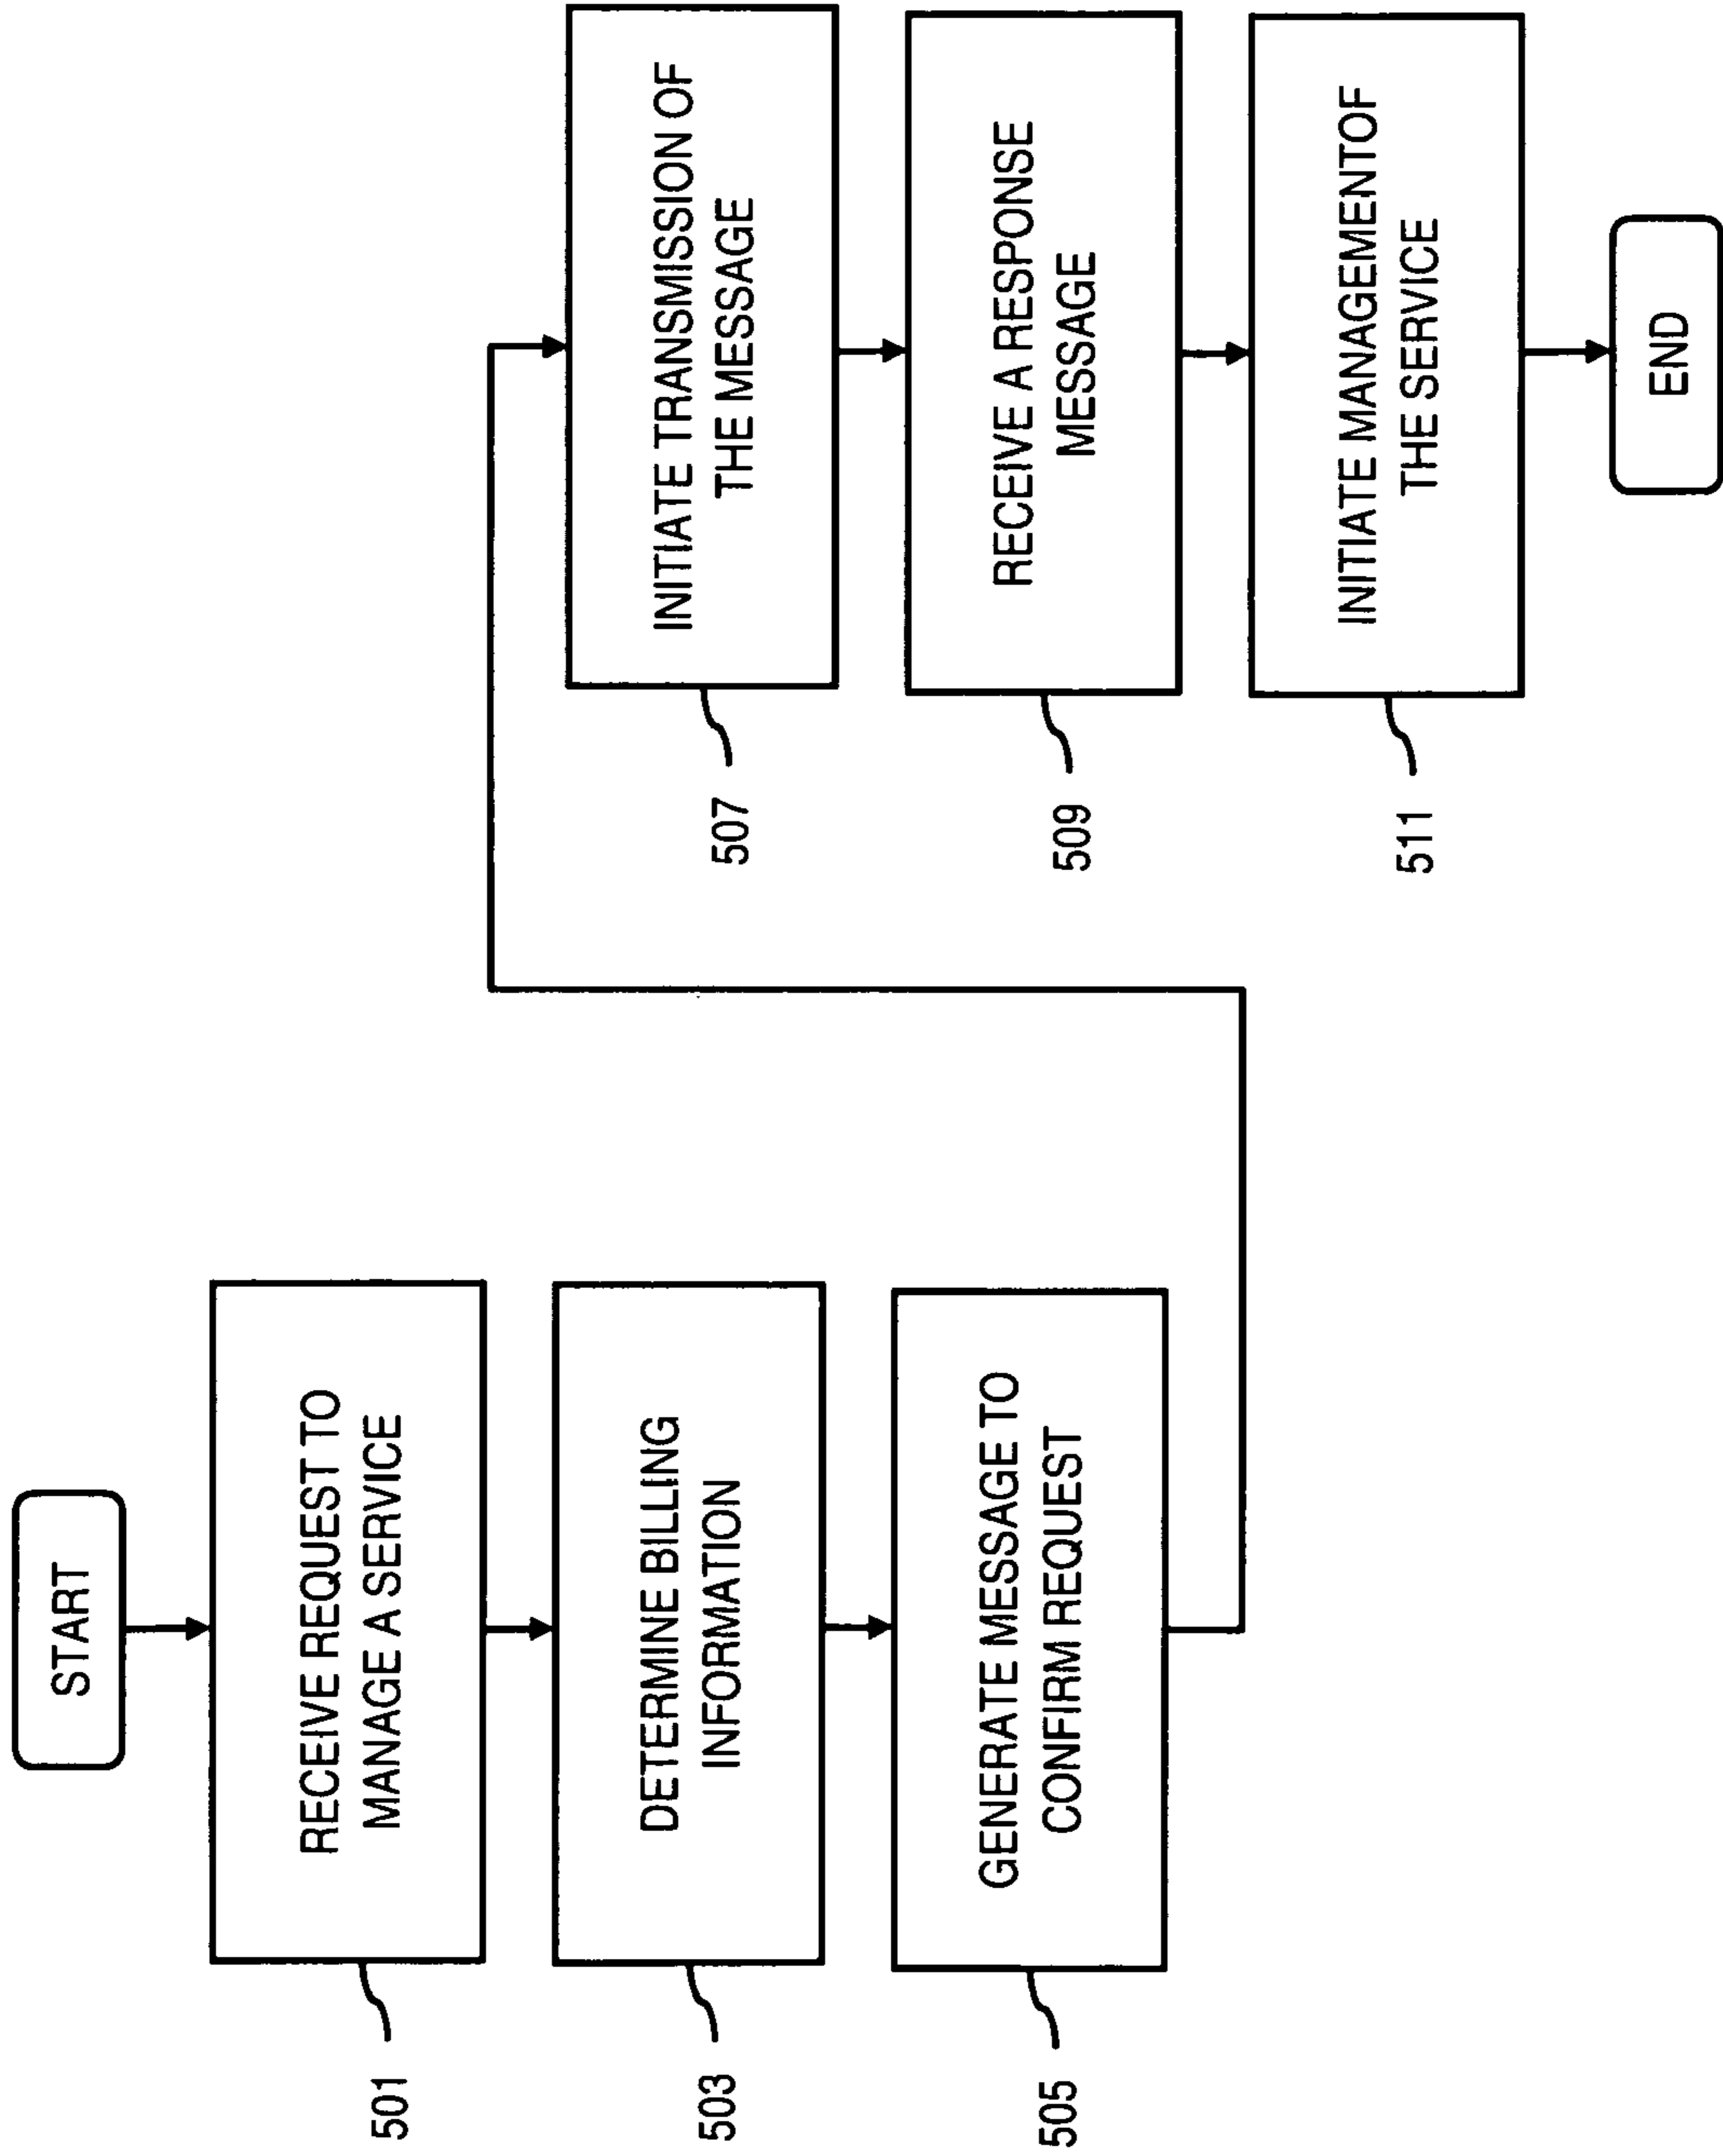 START
RECEIVE REQUEST TO
MANAGE A SERVICE
501
DETERMINE BILLING
INFORMATION
503
GENERATE MESSAGE TO
CONFIRM REQUEST
505
INITIATE TRANSMISSION OF
THE MESSAGE
507
RECEIVE A RESPONSE
MESSAGE
509
INITIATE MANAGEMENTOF
THE SERVICE
511
END